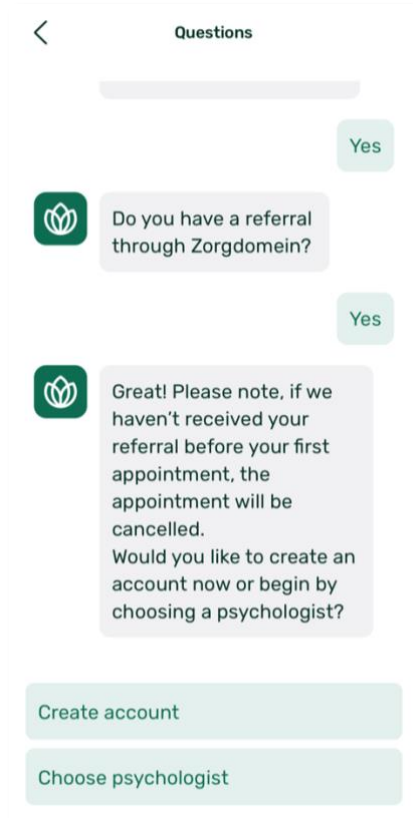 Questions
Yes
Do you have a referral
through Zorgdomein?
Yes
Great! Please note, if we
haven’t received your
referral before your first
appointment, the
appointment will be
cancelled.
Would you like to create an
account now or begin by
choosing a psychologist?
Create account
Choose psychologist